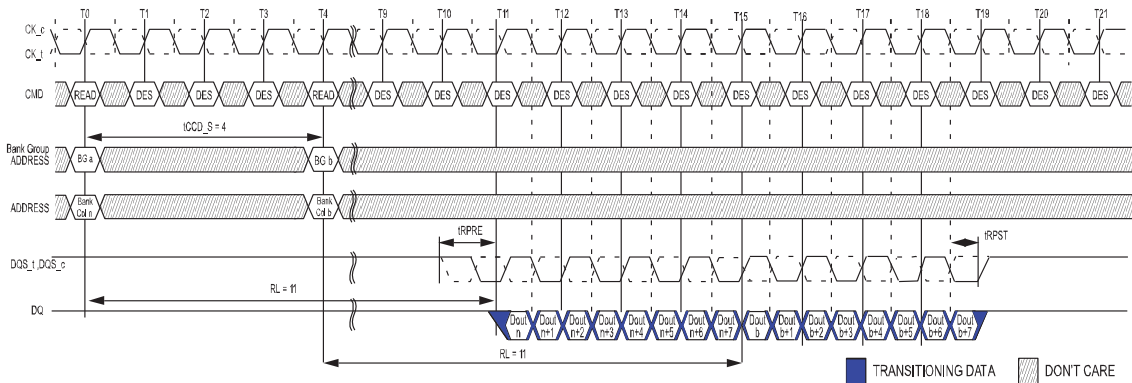 T0 T1 T2 T3 T4 T9 T10 T11 T12 T13 T14 T15 T16 T17 T18 T19 T20 T21
CK_c
CK_t
CMD READ DES DES DES READ DES DES DES DES DES DES DES DES DES DES DES DES DES
tCCD_S = 4
Bank Group
ADDRESS BG a BG b
ADDRESS Bank Col n Bank Col b
tRPRE tRPST
DQS_t ,DQS_c
RL = 11
DQ
Dout n Dout n+1 Dout n+2 Dout n+3 Dout n+4 Dout n+5 Dout n+6 Dout n+7 Dout b Dout b+1 Dout b+2 Dout b+3 Dout b+4 Dout b+5 Dout b+6 Dout b+7
RL = 11
TRANSITIONING DATA DON'T CARE